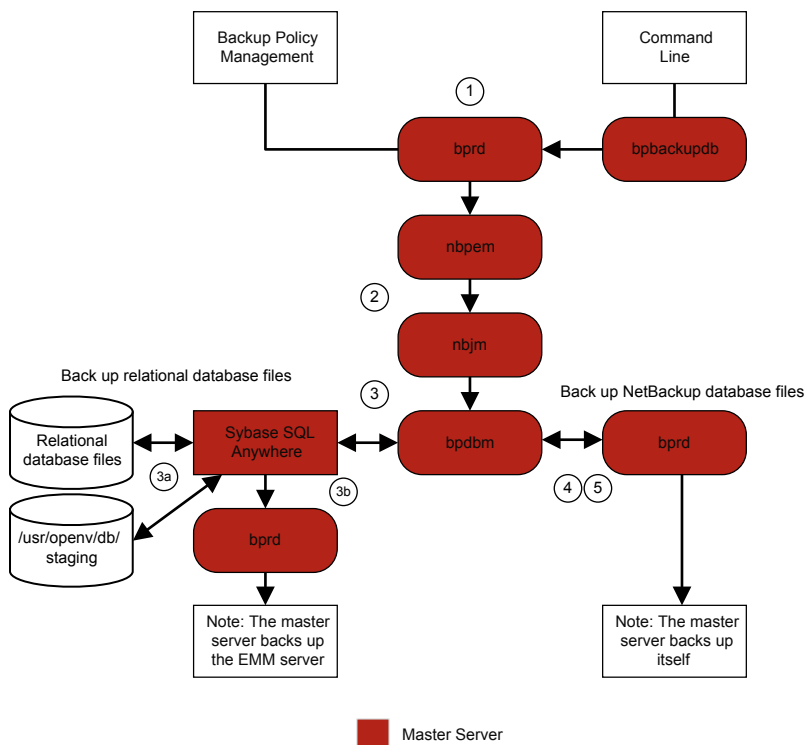 Backup Policy
Management
Command
Line
1
bprd
bpbackupdb
nbpem
2
nbjm
Back up relational database files
3
Back up NetBackup database files
Relational
database files
Sybase SQL
Anywhere
bpdbm
bprd
3a
3b
4
5
/usr/openv/db/
staging
bprd
Note: The master
server backs up
the EMM server
Note: The master
server backs up
itself
Master Server